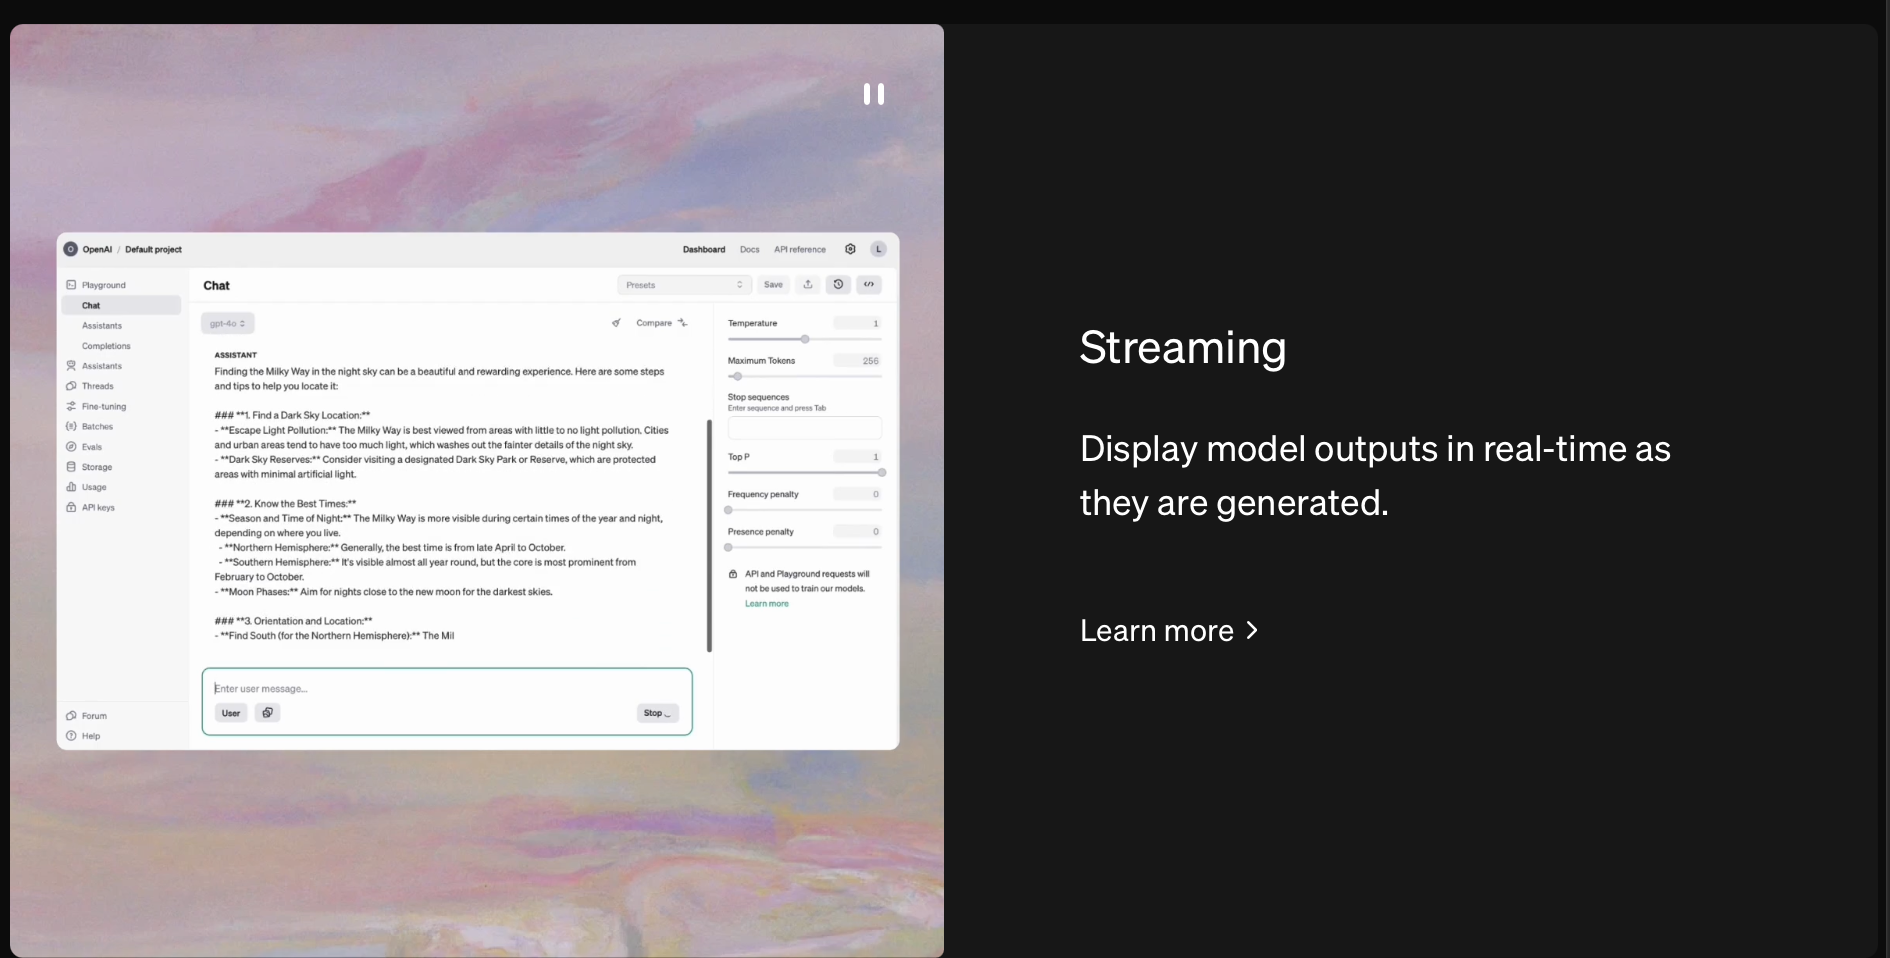 OpenAI / Default project
Dashboard Docs API reference L
Playground
Chat
Assistants
Completions
Assistants
Threads
Fine-tuning
Batches
Evals
Storage
Usage
API keys
Forum
Help
Chat
Presets Save
gpt-4o Compare
ASSISTANT
Finding the Milky Way in the night sky can be a beautiful and rewarding experience. Here are some steps
and tips to help you locate it:
### **1. Find a Dark Sky Location:**
- **Escape Light Pollution:** The Milky Way is best viewed from areas with little to no light pollution. Cities
and urban areas tend to have too much light, which washes out the fainter details of the night sky.
- **Dark Sky Reserves:** Consider visiting a designated Dark Sky Park or Reserve, which are protected
areas with minimal artificial light.
### **2. Know the Best Times:**
- **Season and Time of Night:** The Milky Way is more visible during certain times of the year and night,
depending on where you live.
- **Northern Hemisphere:** Generally, the best time is from late April to October.
- **Southern Hemisphere:** It's visible almost all year round, but the core is most prominent from
February to October.
- **Moon Phases:** Aim for nights close to the new moon for the darkest skies.
### **3. Orientation and Location:**
- **Find South (for the Northern Hemisphere):** The Mil
Enter user message...
User Stop
Temperature 1
Maximum Tokens 256
Stop sequences
Enter sequence and press Tab
Top P 1
Frequency penalty 0
Presence penalty 0
API and Playground requests will
not be used to train our models.
Learn more
Streaming
Display model outputs in real-time as
they are generated.
Learn more